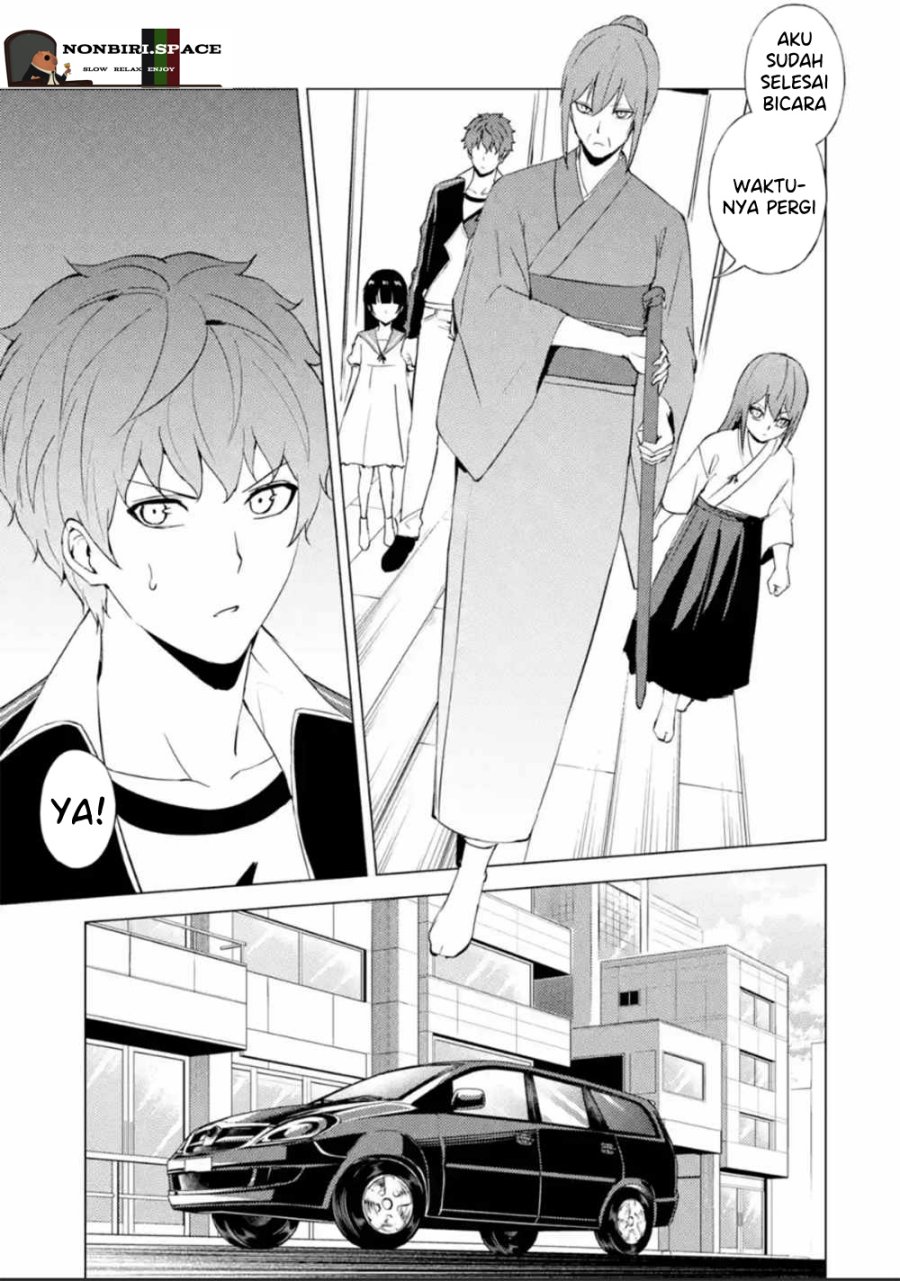 NONBIRI.SPACE
SLOW RELAX ENJOY
AKU
SUDAH
SELESAI
BICARA
WAKTU-
NYA PERGI
YA!